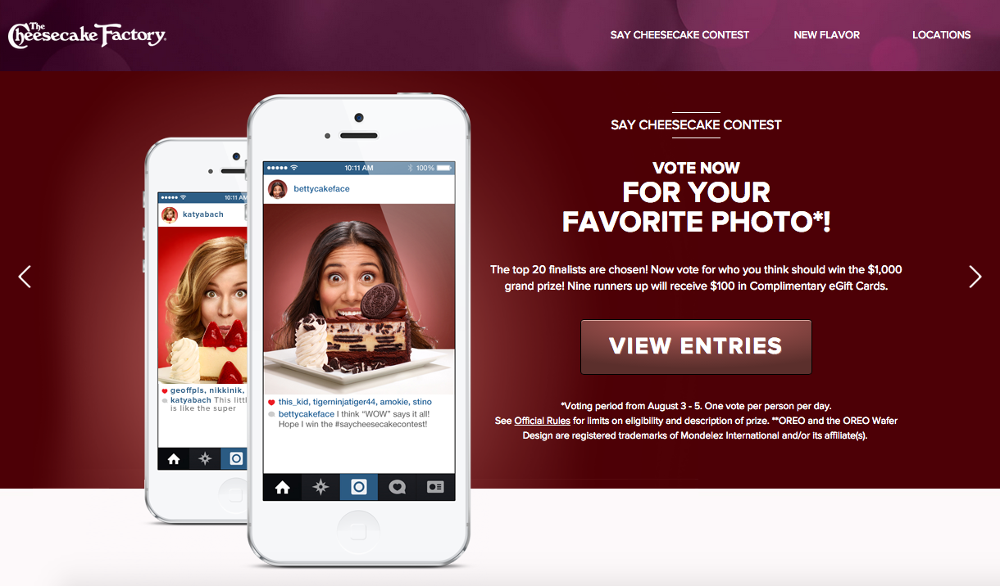 The
Cheesecake Factory
SAY CHEESECAKE CONTEST
NEW FLAVOR
LOCATIONS
10:11 AM
katyabach
geoffpls, nikkinik,
katyabach This littl
is like the super
10:11 AM 100%
bettycakeface
OREO
this_kid, tigerninjatiger44, amokie, stino
bettycakeface I think “WOW” says it all!
Hope I win the #saycheesecakecontest!
SAY CHEESECAKE CONTEST
VOTE NOW
FOR YOUR
FAVORITE PHOTO*!
The top 20 finalists are chosen! Now vote for who you think should win the $1,000
grand prize! Nine runners up will receive $100 in Complimentary eGift Cards.
VIEW ENTRIES
*Voting period from August 3 - 5. One vote per person per day.
See Official Rules for limits on eligibility and description of prize. **OREO and the OREO Wafer
Design are registered trademarks of Mondelez International and/or its affiliate(s).